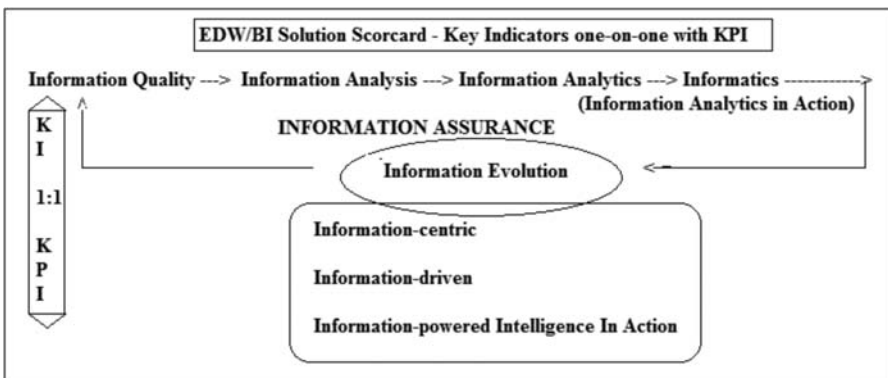 EDW/BI Solution Scorcard - Key Indicators one-on-one with KPI
Information Quality ---> Information Analysis ---> Information Analytics ---> Informatics ----------->
(Information Analytics in Action)
INFORMATION ASSURANCE
Information Evolution
Information-centric
Information-driven
Information-powered Intelligence In Action
K
I
1:1
K
P
I